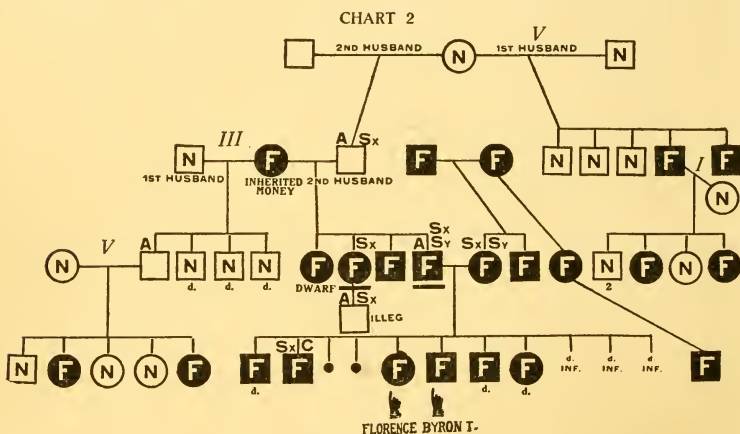 CHART 2
V
2ND HUSBAND N 1ST HUSBAND N
III A Sx I
N F F F N N N F F
1ST HUSBAND INHERITED MONEY 2ND HUSBAND N
Sx
V A Sx A Sy Sx Sy
N N N N F F F F F F F N F N F
d. d. d. DWARF 2
A Sx
ILLEG
Sx C d. d. d.
N F N N F F F F F F F INF. INF. INF. F
d. d. d.
FLORENCE BYRON T-